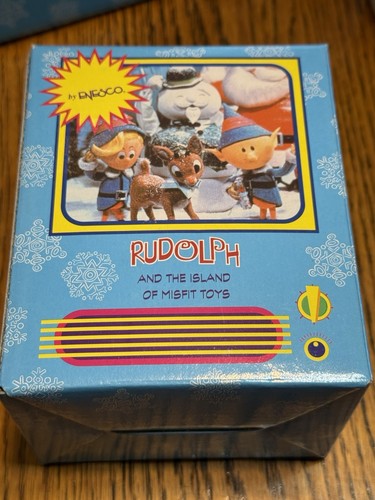 by ENESCO.
RUDOLPH
AND THE ISLAND
OF MISFIT TOYS